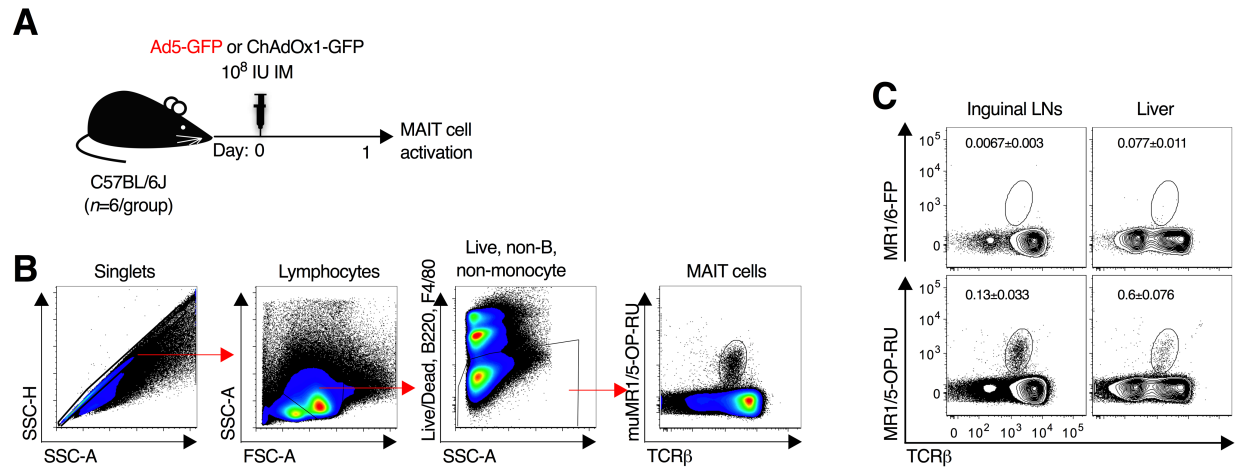 A
Ad5-GFP or ChAdOx1-GFP
10⁸ IU IM
Day: 0
1
MAIT cell
activation
C57BL/6J
(n=6/group)
B
Singlets
SSC-H
SSC-A
Lymphocytes
SSC-A
FSC-A
Live, non-B,
non-monocyte
Live/Dead, B220, F4/80
SSC-A
MAIT cells
muMR1/5-OP-RU
TCRβ
C
Inguinal LNs
Liver
MR1/6-FP
10⁵
10⁴
10³
0
0.0067±0.003
0.077±0.011
MR1/5-OP-RU
10⁵
10⁴
10³
0
0.13±0.033
0.6±0.076
0 10² 10³ 10⁴ 10⁵
TCRβ